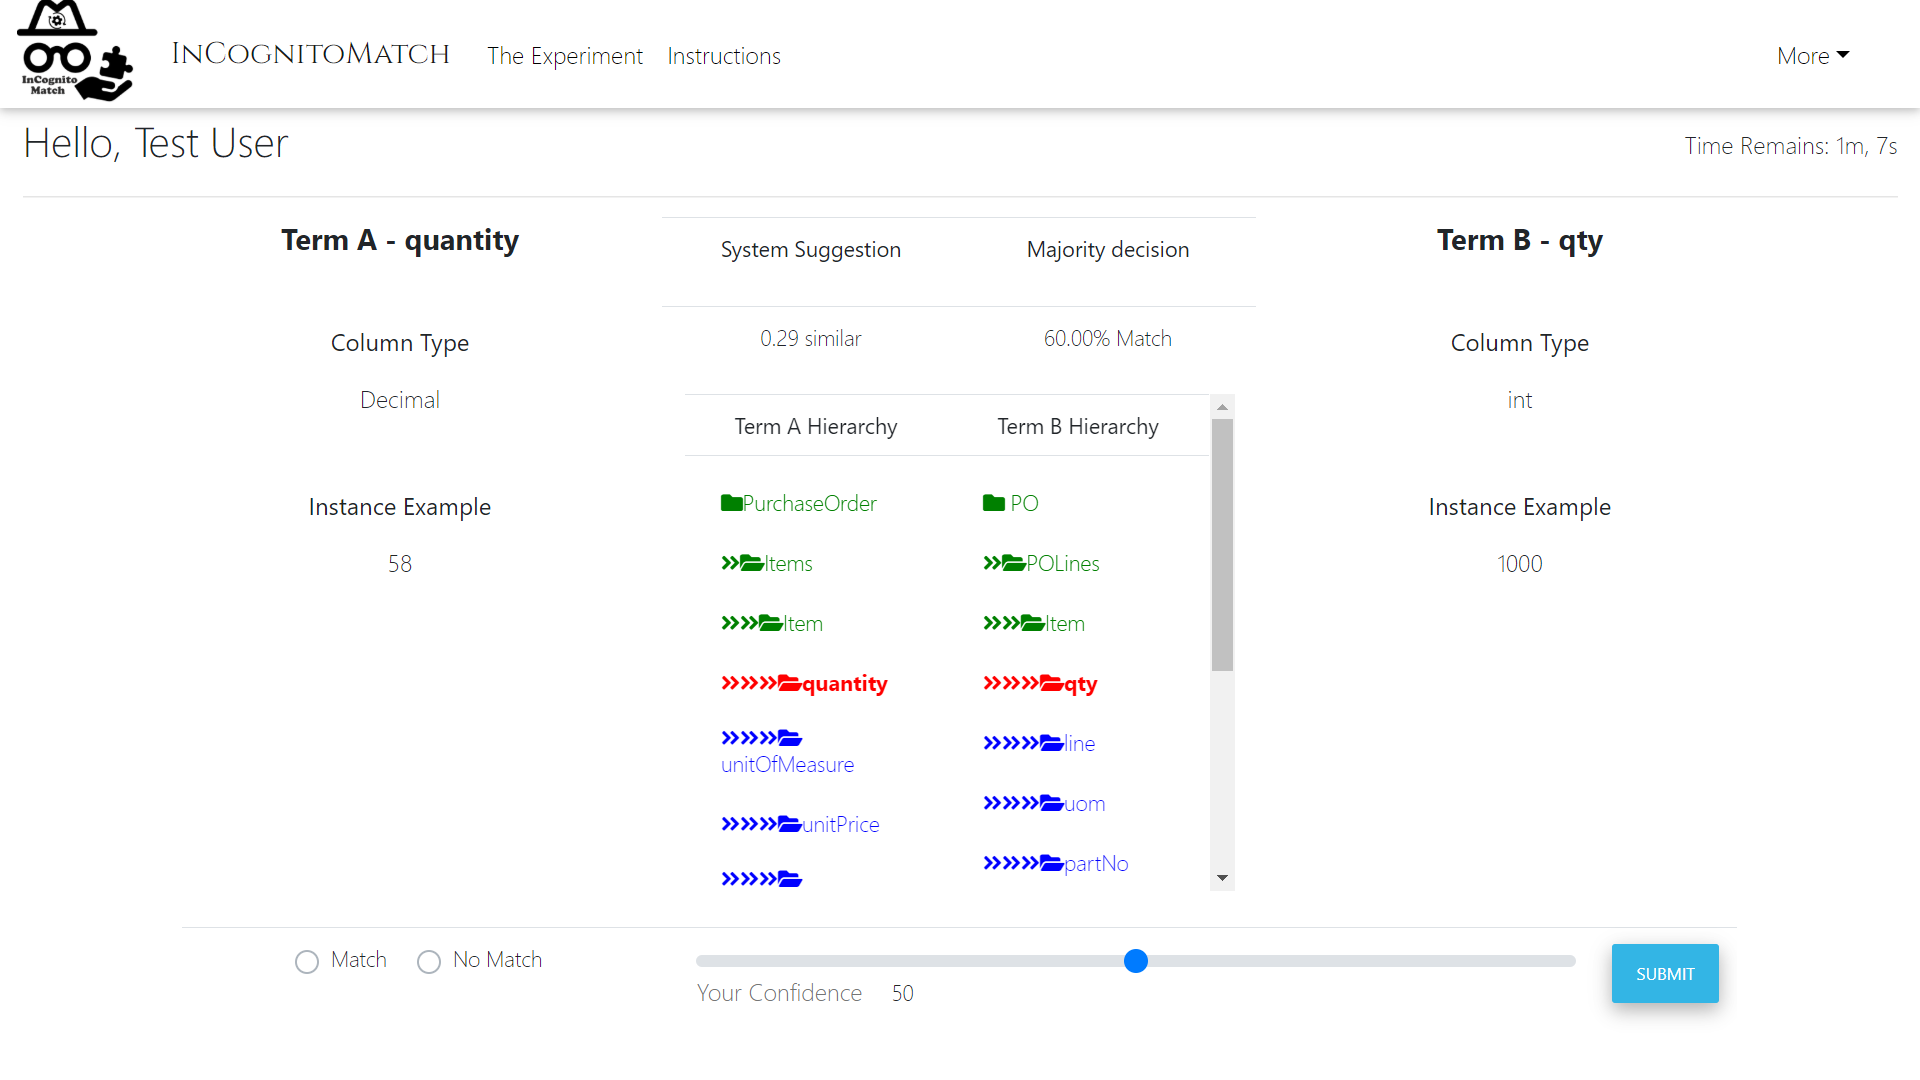 InCognito
Match
InCognitoMatch
The Experiment
Instructions
More
Hello, Test User
Time Remains: 1m, 7s
Term A - quantity
Column Type
Decimal
Instance Example
58
System Suggestion
Majority decision
0.29 similar
60.00% Match
Term A Hierarchy
Term B Hierarchy
PurchaseOrder
PO
Items
POLines
Item
Item
quantity
qty
unitOfMeasure
line
unitPrice
uom
partNo
Term B - qty
Column Type
int
Instance Example
1000
Match
No Match
Your Confidence
50
SUBMIT